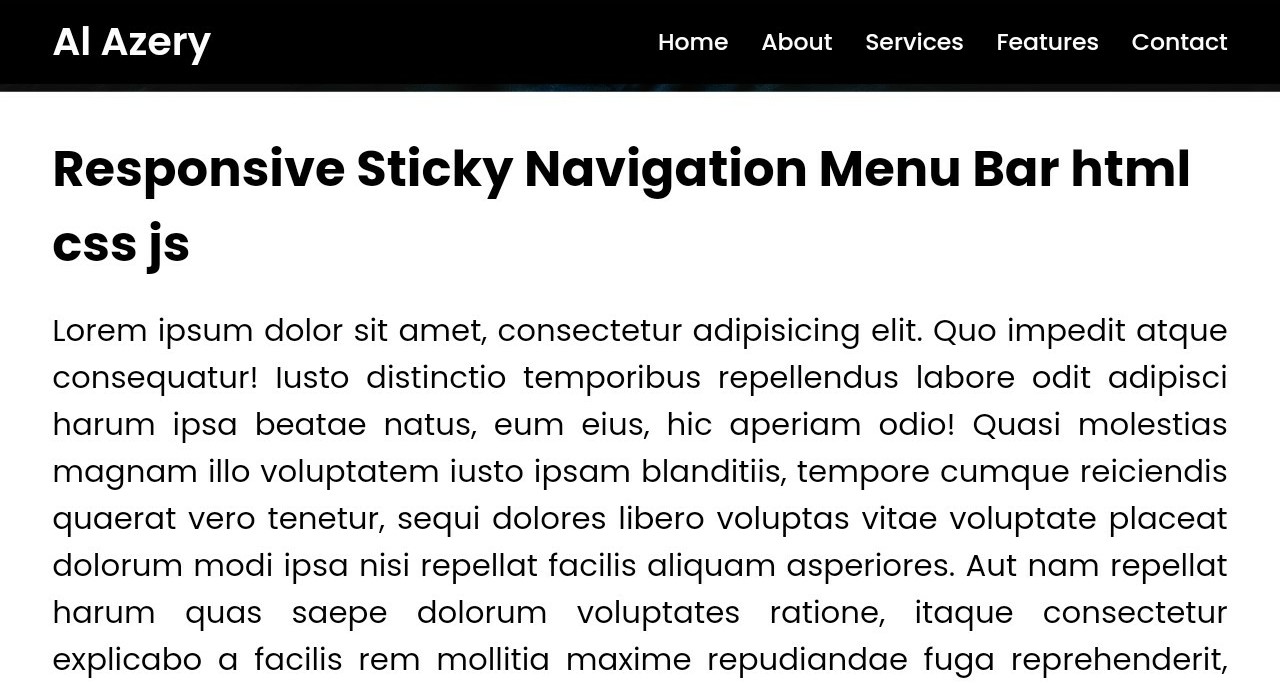 Al Azery
Home About Services Features Contact
Responsive Sticky Navigation Menu Bar html
css js
Lorem ipsum dolor sit amet, consectetur adipisicing elit. Quo impedit atque
consequatur! Iusto distinctio temporibus repellendus labore odit adipisci
harum ipsa beatae natus, eum eius, hic aperiam odio! Quasi molestias
magnam illo voluptatem iusto ipsam blanditiis, tempore cumque reiciendis
quaerat vero tenetur, sequi dolores libero voluptas vitae voluptate placeat
dolorum modi ipsa nisi repellat facilis aliquam asperiores. Aut nam repellat
harum quas saepe dolorum voluptates ratione, itaque consectetur
explicabo a facilis rem mollitia maxime repudiandae fuga reprehenderit,